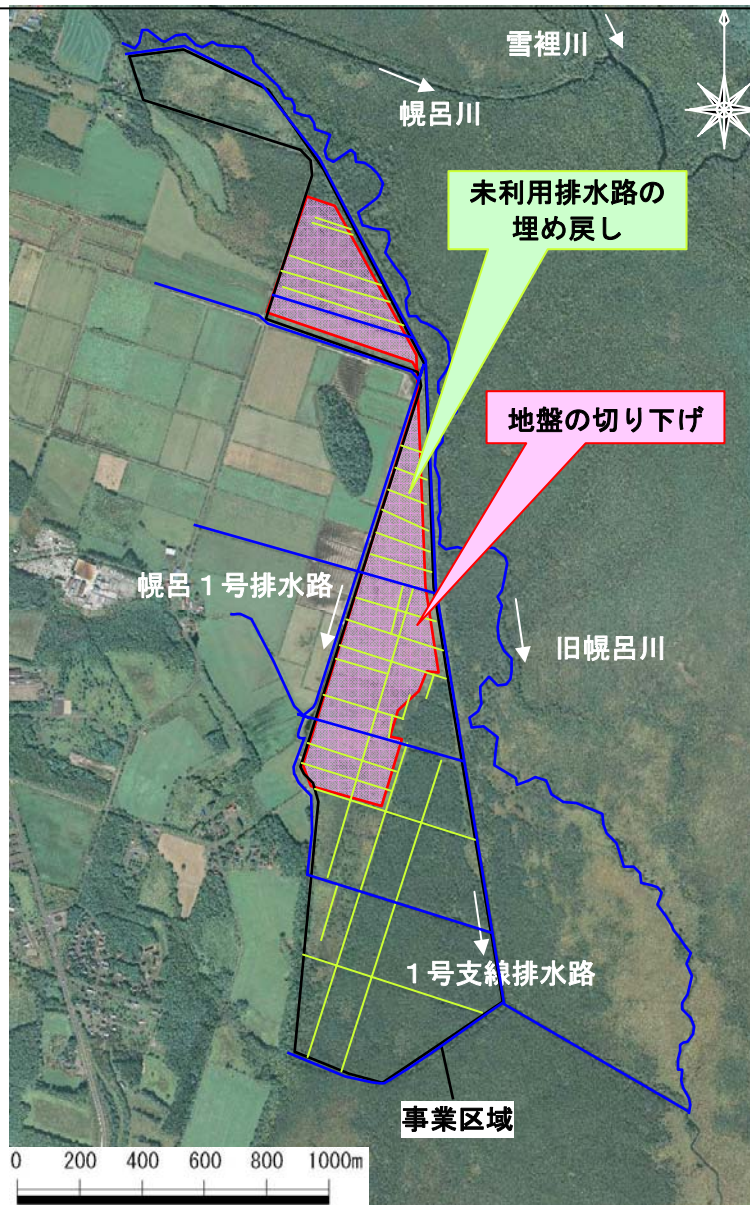 雪裡川
幌呂川
未利用排水路の
埋め戻し
地盤の切り下げ
幌呂１号排水路
旧幌呂川
１号支線排水路
事業区域
0 200 400 600 800 1000m